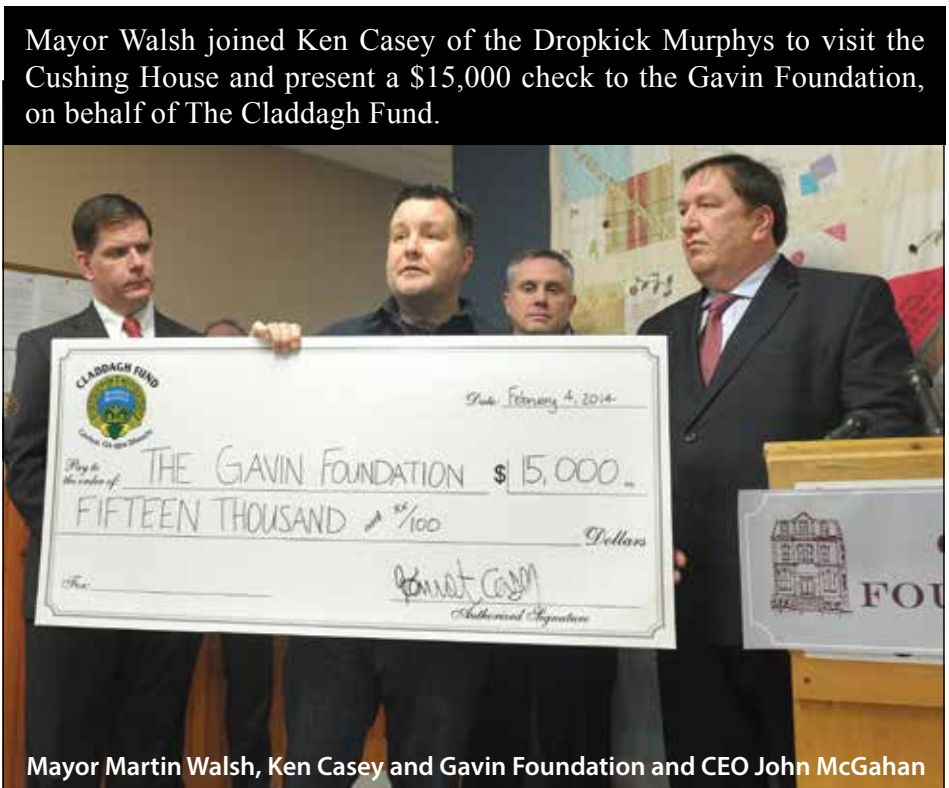 Mayor Walsh joined Ken Casey of the Dropkick Murphys to visit the
Cushing House and present a $15,000 check to the Gavin Foundation,
on behalf of The Claddagh Fund.
CLADDAGH FUND
Date February 4, 2014
Pay to
the order of: THE GAVIN FOUNDATION $ 15,000
FIFTEEN THOUSAND and xx/100
Dollars
For:
Authorized Signature
FOU
Mayor Martin Walsh, Ken Casey and Gavin Foundation and CEO John McGahan